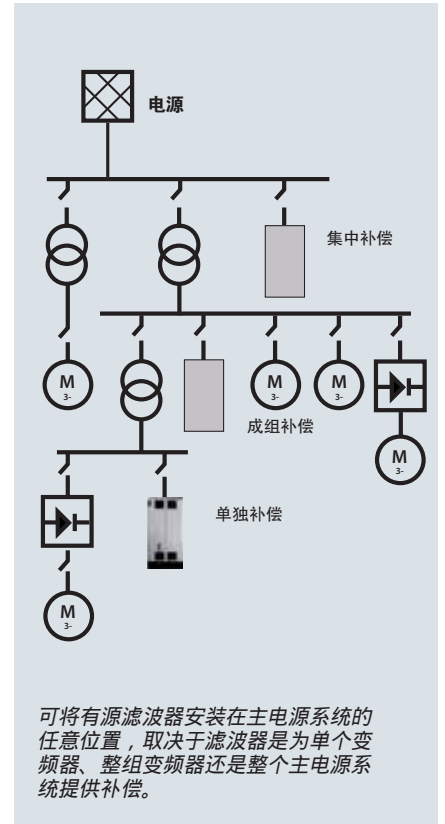 电源
集中补偿
M
3-
M
3-
M
3-
成组补偿
M
3-
单独补偿
M
3-
可将有源滤波器安装在主电源系统的
任意位置，取决于滤波器是为单个变
频器、整组变频器还是整个主电源系
统提供补偿。